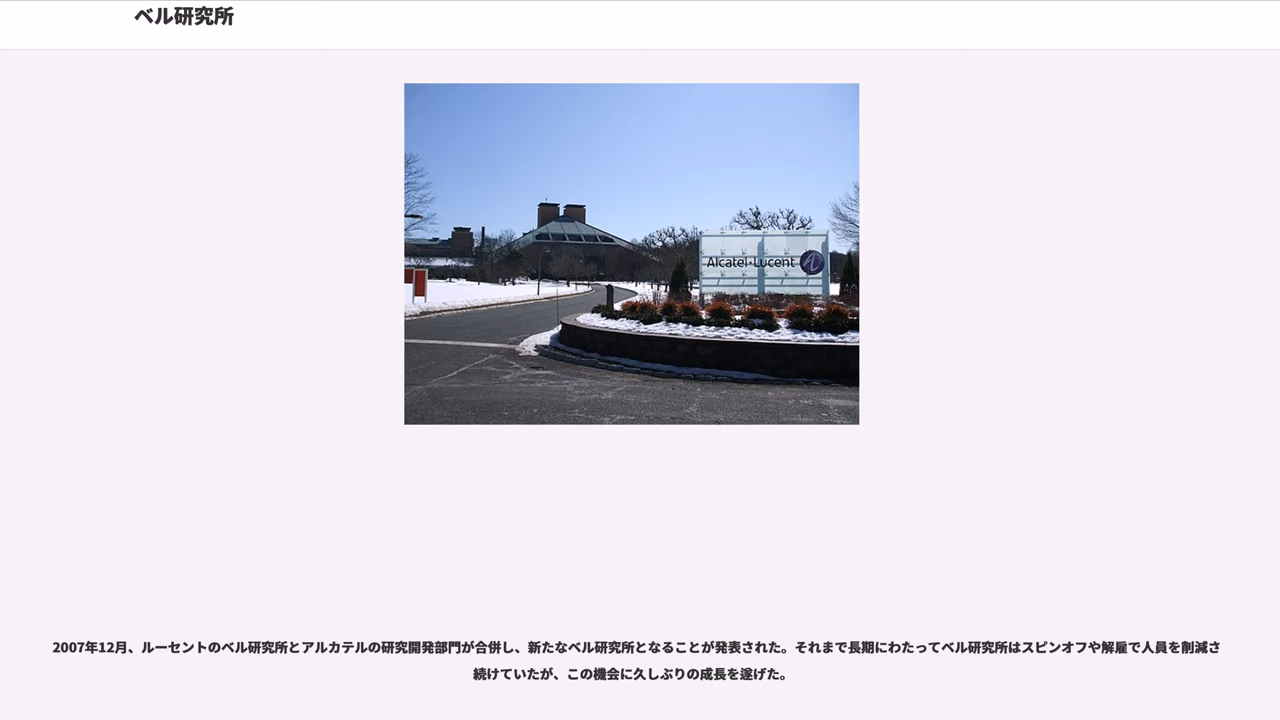 ベル研究所
Alcatel·Lucent
2007年12月、ルーセントのベル研究所とアルカテルの研究開発部門が合併し、新たなベル研究所となることが発表された。それまで長期にわたってベル研究所はスピンオフや解雇で人員を削減さ
続けていたが、この機会に久しぶりの成長を遂げた。